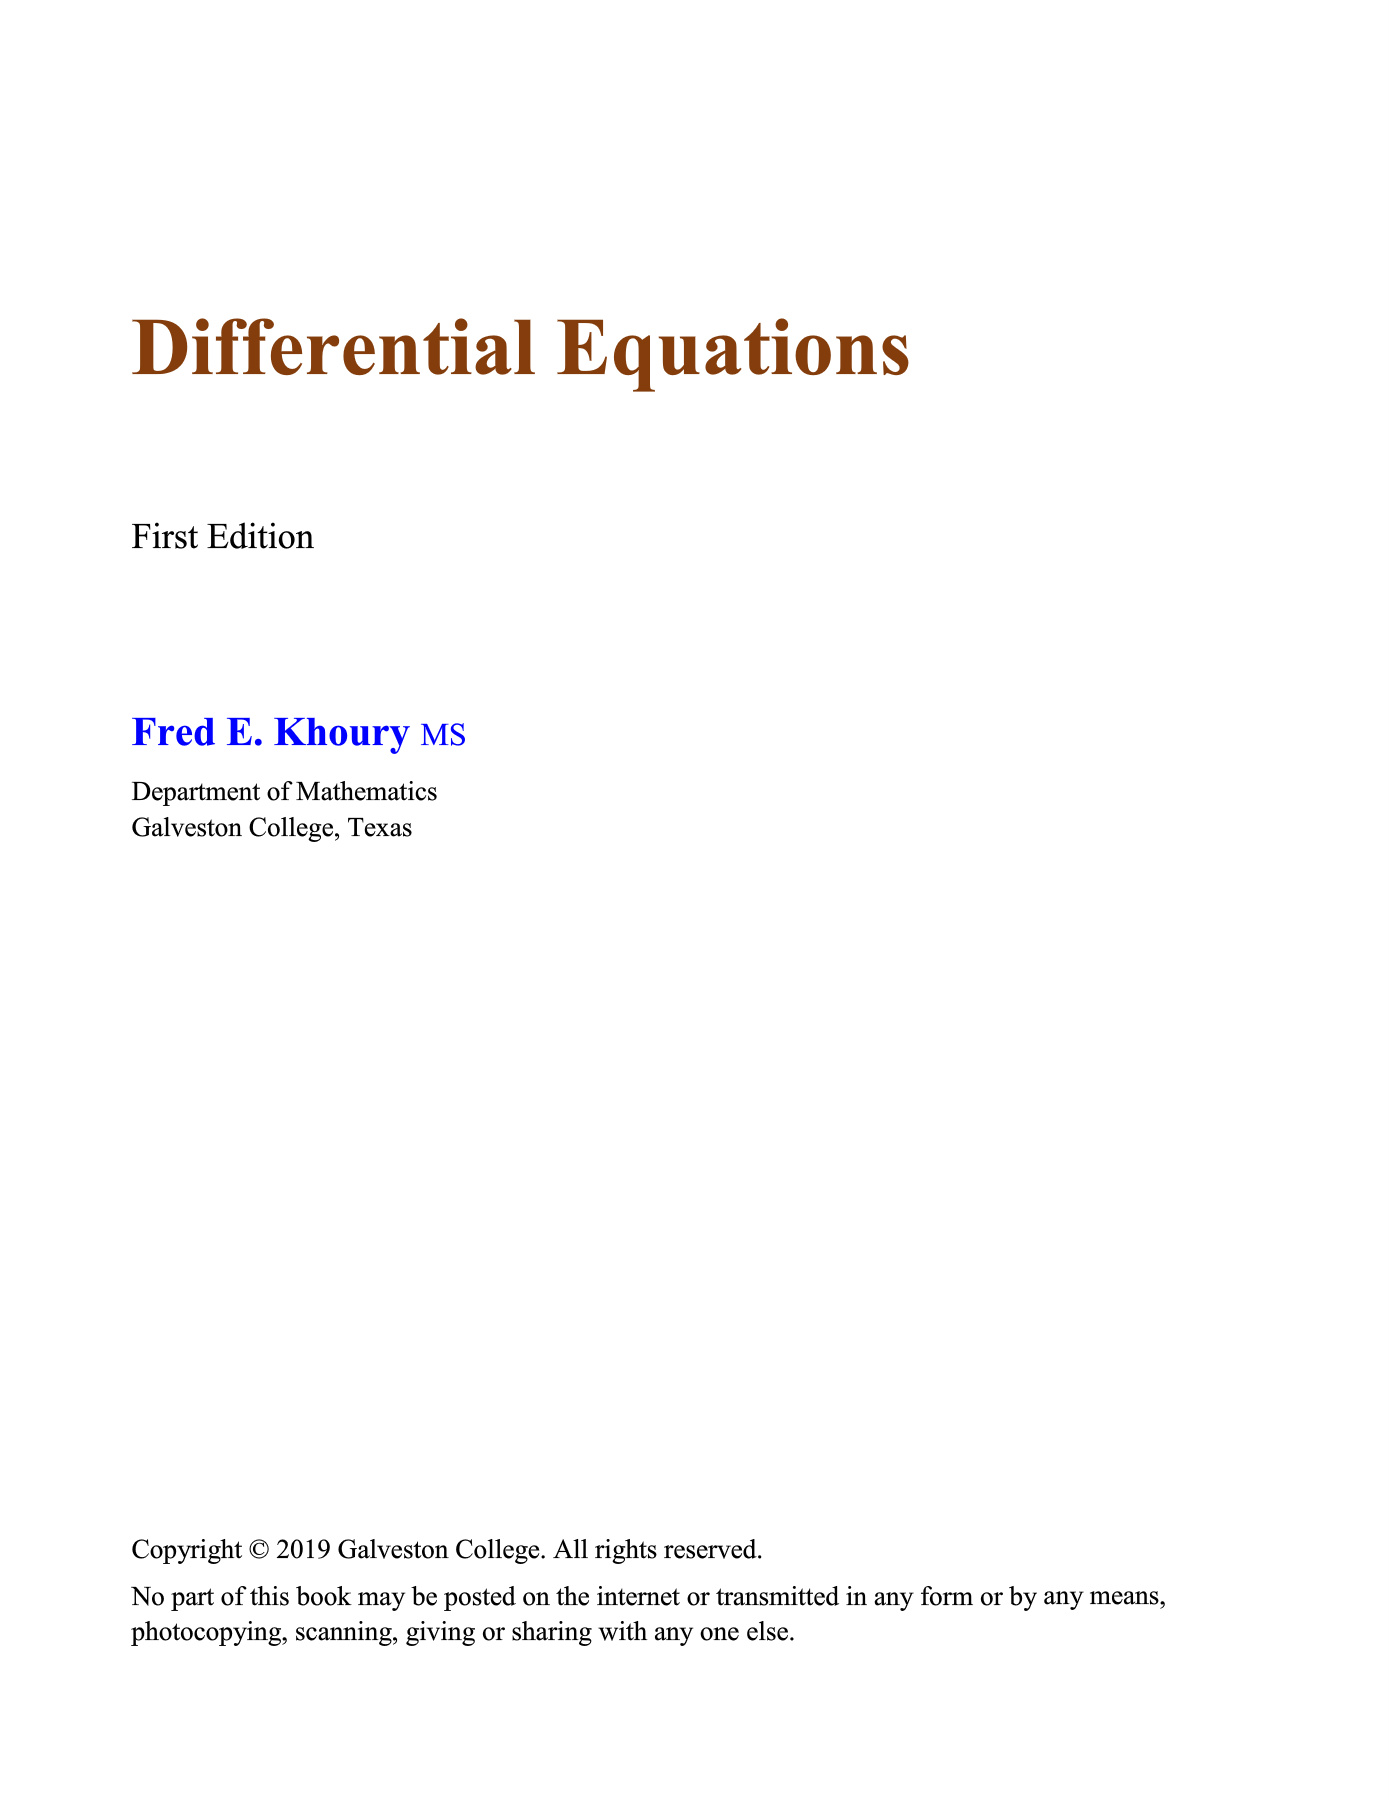 Differential Equations
First Edition
Fred E. Khoury MS
Department of Mathematics
Galveston College, Texas
Copyright © 2019 Galveston College. All rights reserved.
No part of this book may be posted on the internet or transmitted in any form or by any means,
photocopying, scanning, giving or sharing with any one else.